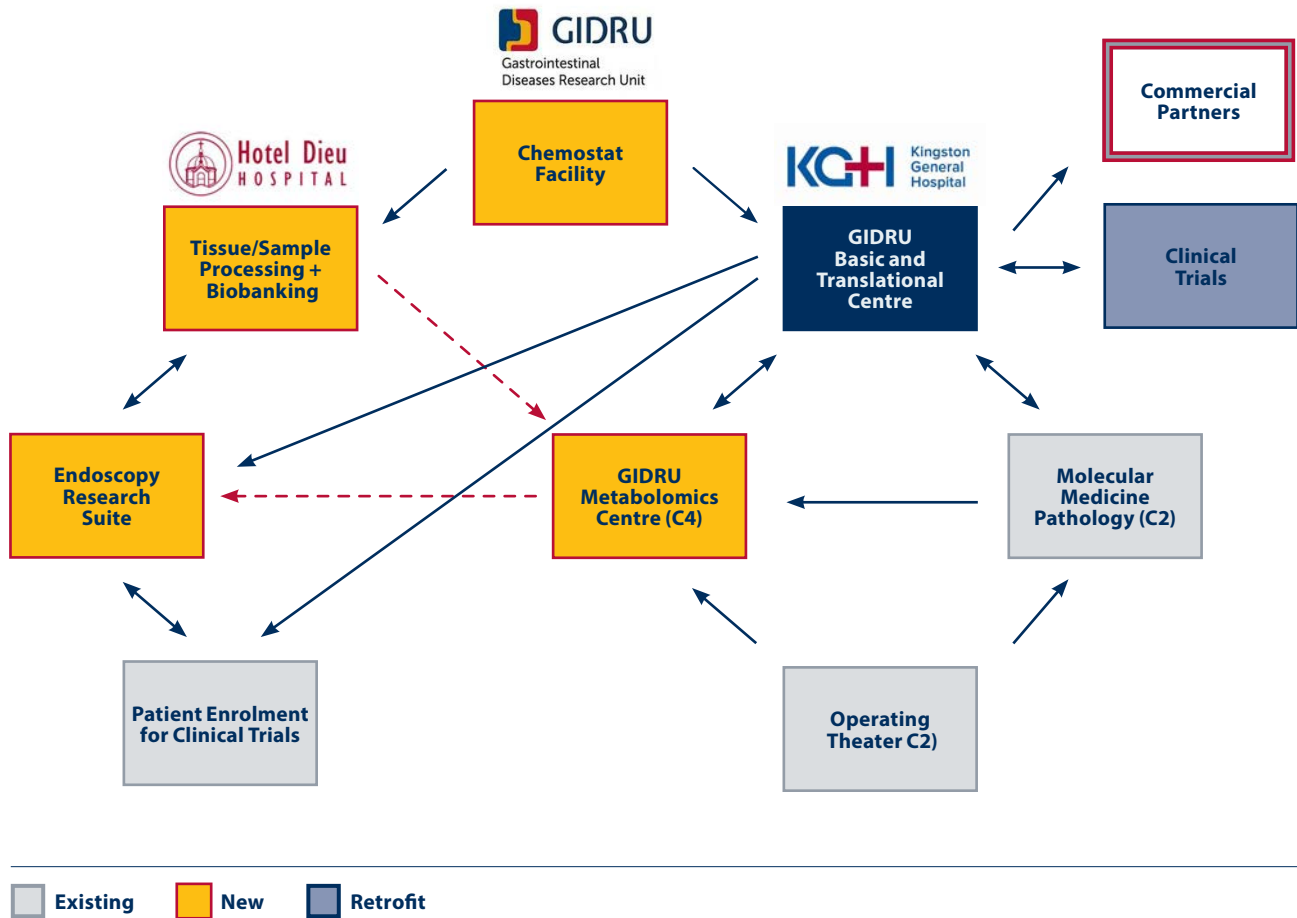 GIDRU
Gastrointestinal
Diseases Research Unit
Chemostat
Facility
Commercial
Partners
Hotel Dieu
HOSPITAL
KGH
Kingston
General
Hospital
Tissue/Sample
Processing +
Biobanking
GIDRU
Basic and
Translational
Centre
Clinical
Trials
Endoscopy
Research
Suite
GIDRU
Metabolomics
Centre (C4)
Molecular
Medicine
Pathology (C2)
Patient Enrolment
for Clinical Trials
Operating
Theater C2)
Existing
New
Retrofit